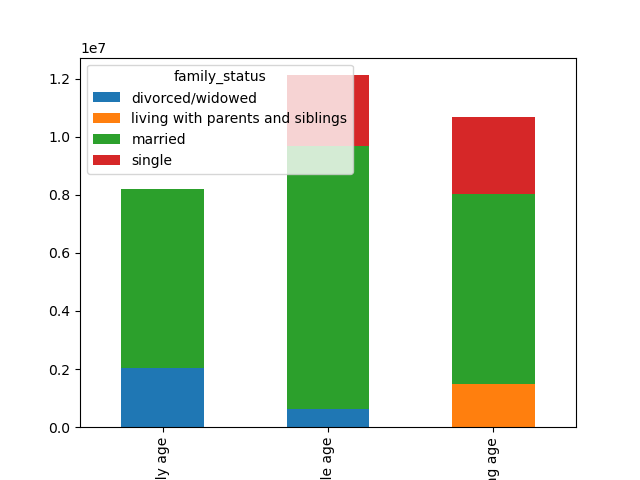 1e7
family_status
divorced/widowed
living with parents and siblings
married
single
1.2
1.0
0.8
0.6
0.4
0.2
0.0
ly age
le age
ng age